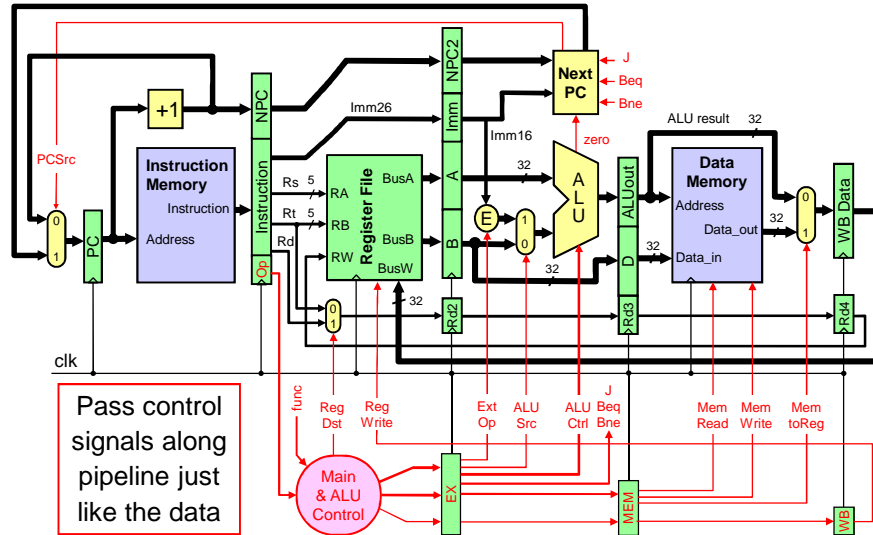 NPC2
Next
PC
J
Beq
Bne
+1
NPC
Imm26
Imm
Imm16
zero
ALU result
32
PCSrc
Instruction
Memory
Instruction
Address
Instruction
Rs
5
Rt
5
Rd
Op
RA
RB
RW
Register File
BusA
BusB
BusW
32
A
B
32
E
0
1
A
L
U
32
ALUout
D
32
Data
Memory
Address
Data_out
Data_in
32
0
1
WB Data
0
1
PC
0
1
Rd2
Rd3
Rd4
clk
Pass control
signals along
pipeline just
like the data
func
Reg
Dst
Reg
Write
Ext
Op
ALU
Src
ALU
Ctrl
J
Beq
Bne
Mem
Read
Mem
Write
Mem
toReg
Main
& ALU
Control
EX
MEM
WB